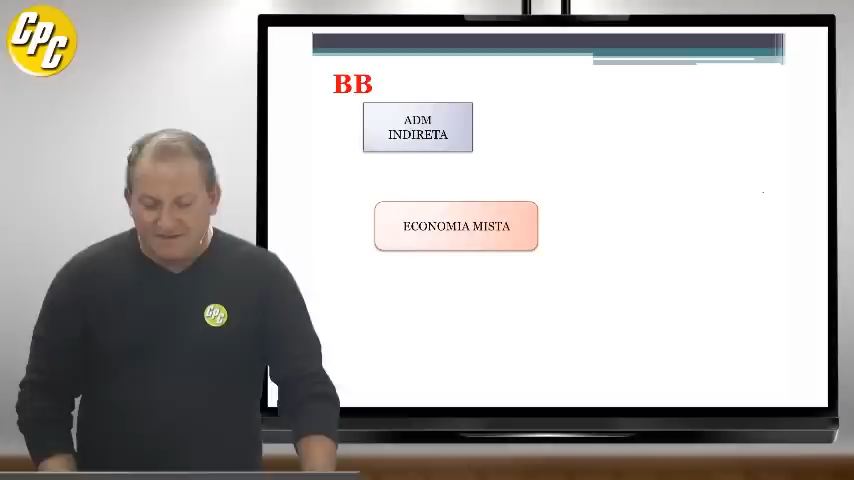 CPC
BB
ADM
INDIRETA
ECONOMIA MISTA
CPC